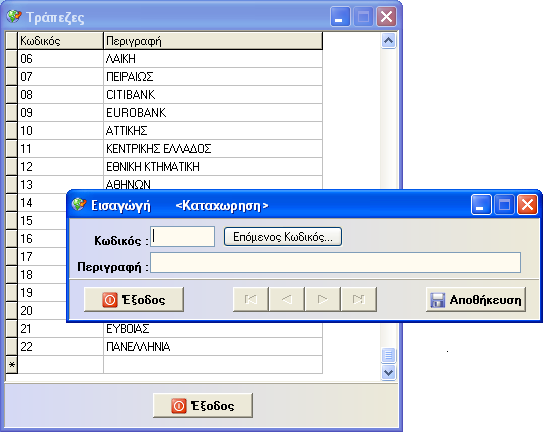 Τράπεζες
Κωδικός Περιγραφή
06 ΛΑΙΚΗ
07 ΠΕΙΡΑΙΩΣ
08 CITIBANK
09 EUROBANK
10 ΑΤΤΙΚΗΣ
11 ΚΕΝΤΡΙΚΗΣ ΕΛΛΑΔΟΣ
12 ΕΘΝΙΚΗ ΚΤΗΜΑΤΙΚΗ
13 ΑΘΗΝΩΝ
14
15
16
17
18
19
20
21 ΕΥΒΟΙΑΣ
22 ΠΑΝΕΛΛΗΝΙΑ
*
Έξοδος
Εισαγώγή <Καταχωρηση>
Κωδικός : Επόμενος Κωδικός...
Περιγραφή :
Έξοδος Αποθήκευση